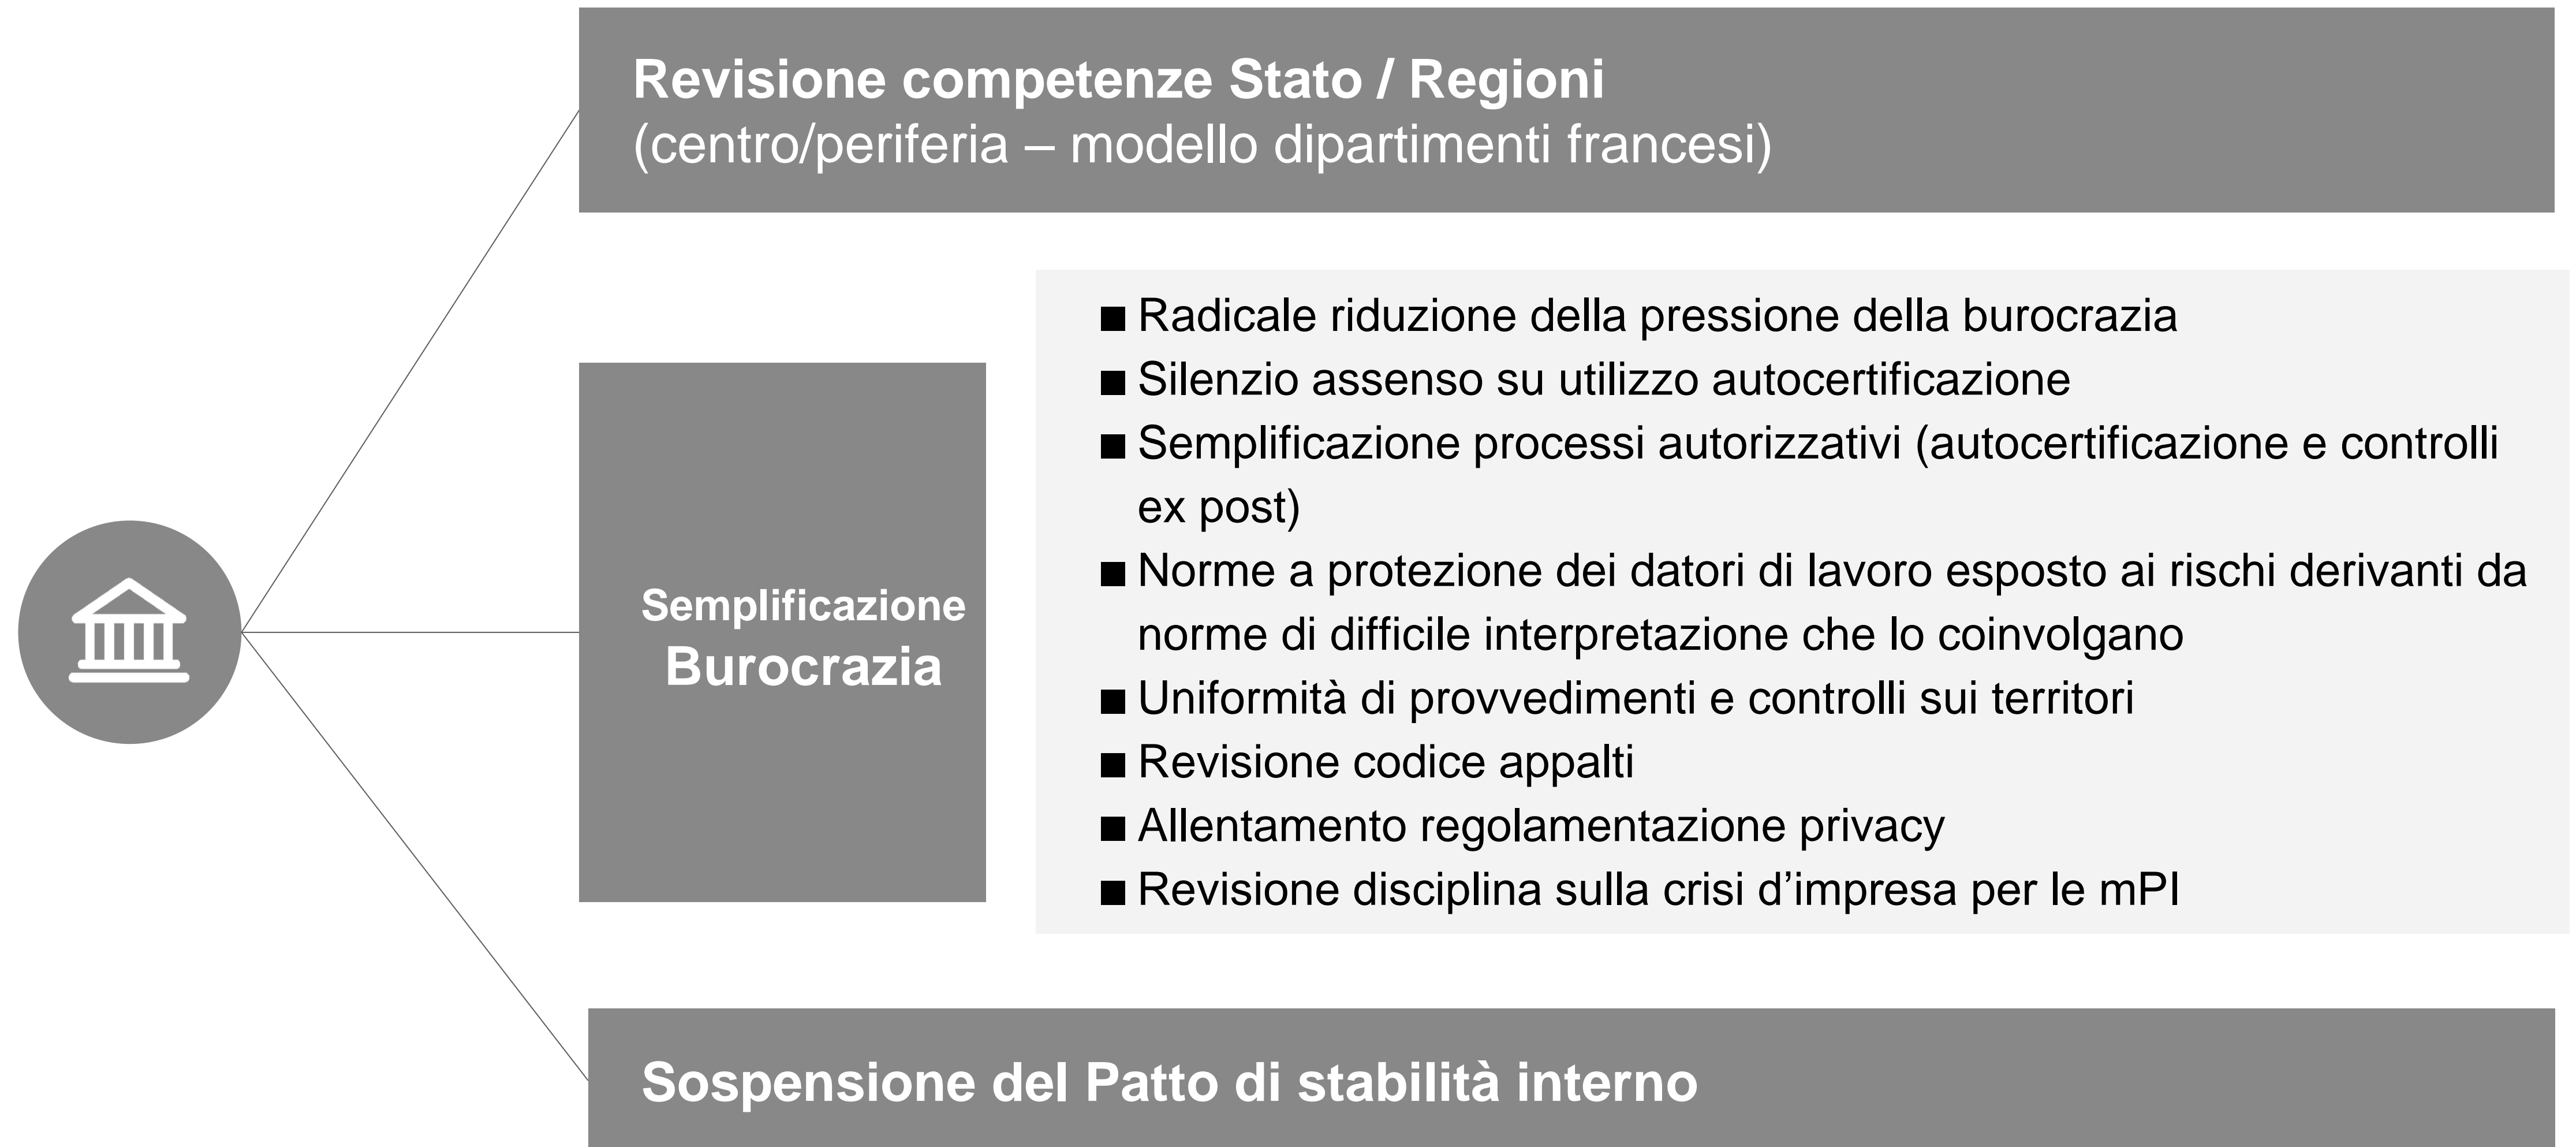 Revisione competenze Stato / Regioni
(centro/periferia – modello dipartimenti francesi)
Semplificazione
Burocrazia
■ Radicale riduzione della pressione della burocrazia
■ Silenzio assenso su utilizzo autocertificazione
■ Semplificazione processi autorizzativi (autocertificazione e controlli
ex post)
■ Norme a protezione dei datori di lavoro esposto ai rischi derivanti da
norme di difficile interpretazione che lo coinvolgano
■ Uniformità di provvedimenti e controlli sui territori
■ Revisione codice appalti
■ Allentamento regolamentazione privacy
■ Revisione disciplina sulla crisi d’impresa per le mPI
Sospensione del Patto di stabilità interno